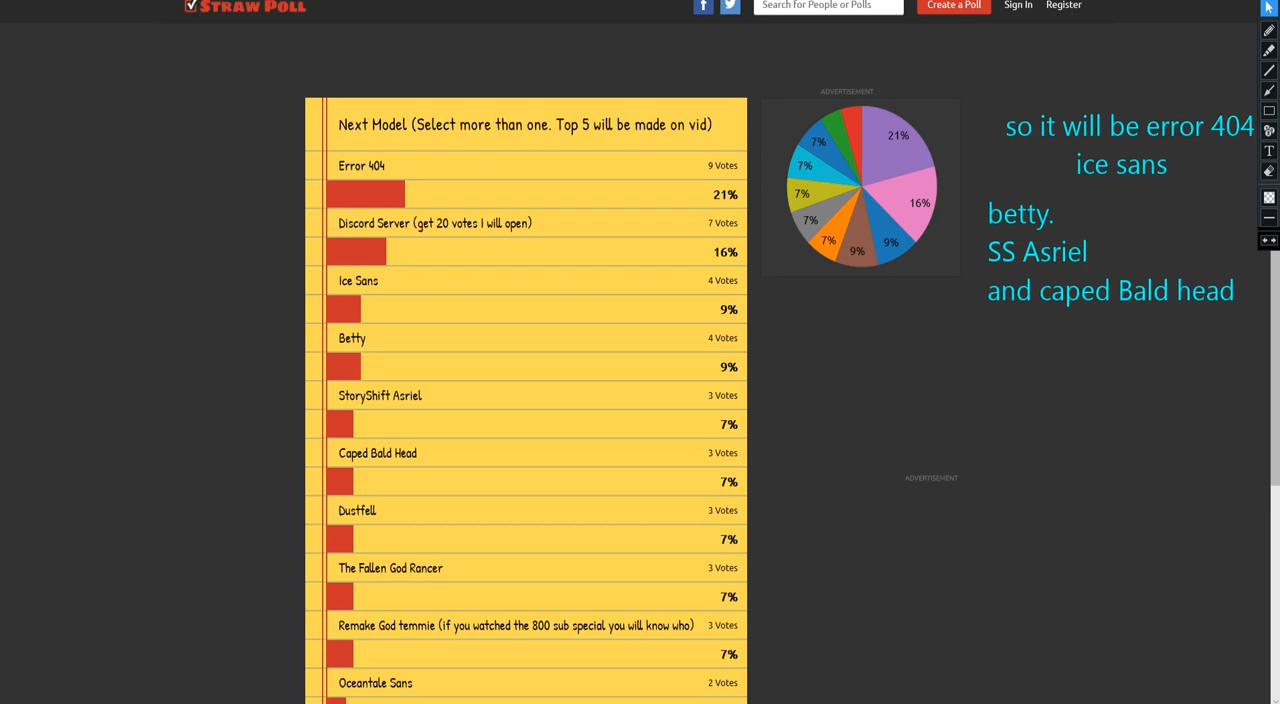 STRAW POLL
Search for People or Polls
Create a Poll
Sign In
Register
ADVERTISEMENT
Next Model (Select more than one. Top 5 will be made on vid)
Error 404 9 Votes
21%
Discord Server (get 20 votes I will open) 7 Votes
16%
Ice Sans 4 Votes
9%
Betty 4 Votes
9%
StoryShift Asriel 3 Votes
7%
Caped Bald Head 3 Votes
7%
Dustfell 3 Votes
7%
The Fallen God Rancer 3 Votes
7%
Remake God temmie (if you watched the 800 sub special you will know who) 3 Votes
7%
Oceantale Sans 2 Votes
21%
16%
9%
9%
7%
7%
7%
7%
7%
so it will be error 404
ice sans
betty.
SS Asriel
and caped Bald head
ADVERTISEMENT